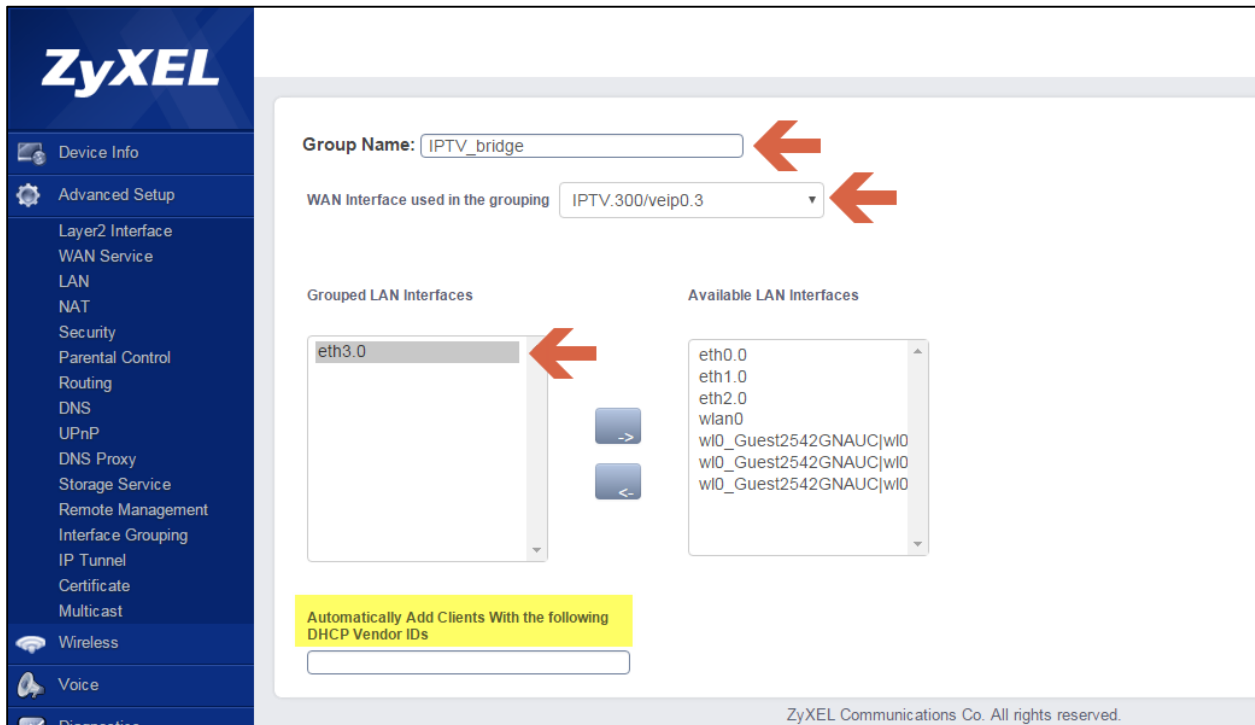 ZyXEL
Device Info
Advanced Setup
Layer2 Interface
WAN Service
LAN
NAT
Security
Parental Control
Routing
DNS
UPnP
DNS Proxy
Storage Service
Remote Management
Interface Grouping
IP Tunnel
Certificate
Multicast
Wireless
Voice
Diagnostics
Group Name: IPTV_bridge
WAN Interface used in the grouping IPTV.300/veip0.3
Grouped LAN Interfaces
eth3.0
->
<-
Available LAN Interfaces
eth0.0
eth1.0
eth2.0
wlan0
wl0_Guest2542GNAUC|wl0
wl0_Guest2542GNAUC|wl0
wl0_Guest2542GNAUC|wl0
Automatically Add Clients With the following
DHCP Vendor IDs
ZyXEL Communications Co. All rights reserved.